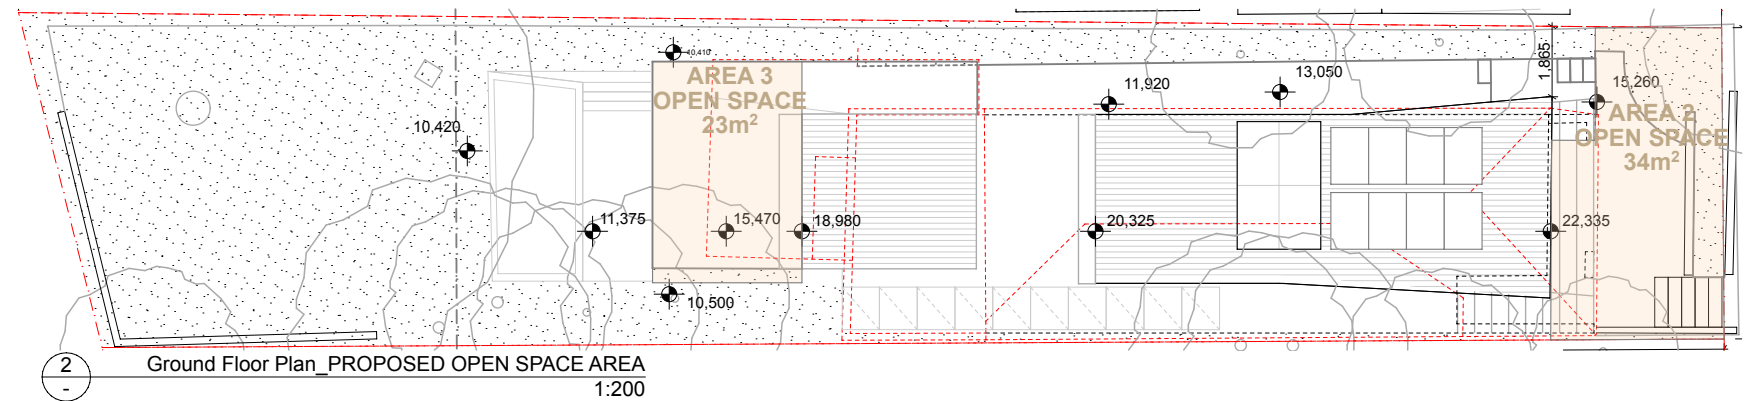 10,410
AREA 3
OPEN SPACE
23m²
10,420
11,375
15,470
18,980
10,500
11,920
13,050
1,865
15,260
AREA 2
OPEN SPACE
34m²
20,325
22,335
2
-
Ground Floor Plan_PROPOSED OPEN SPACE AREA
1:200